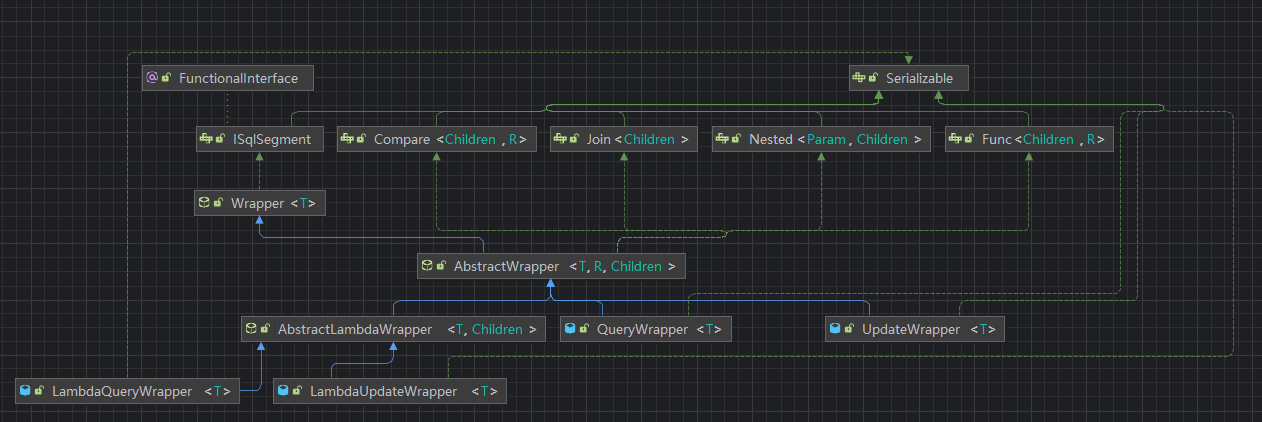 FunctionalInterface
Serializable
ISqlSegment
Compare <Children , R>
Join <Children >
Nested <Param , Children >
Func <Children , R>
Wrapper <T>
AbstractWrapper <T, R, Children >
AbstractLambdaWrapper <T, Children >
QueryWrapper <T>
UpdateWrapper <T>
LambdaQueryWrapper <T>
LambdaUpdateWrapper <T>